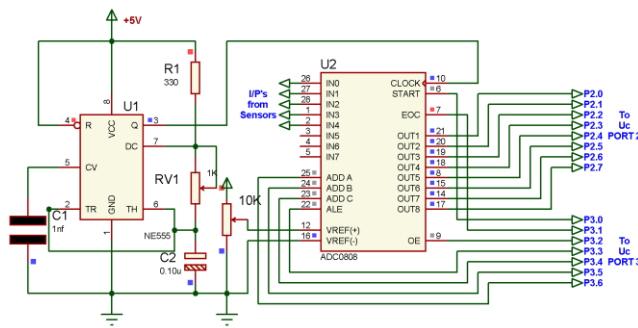 +5V
R1
330
U1
4
R
VCC
8
Q
3
DC
7
5
CV
2
TR
GND
1
TH
6
NE555
C1
1nf
RV1
1K
10K
C2
0.10u
U2
I/P's
from
Sensors
26
IN0
27
IN1
28
IN2
1
IN3
2
IN4
3
IN5
4
IN6
5
IN7
25
ADD A
24
ADD B
23
ADD C
22
ALE
12
VREF(+)
16
VREF(-)
CLOCK
10
START
6
EOC
7
OUT1
21
OUT2
20
OUT3
19
OUT4
18
OUT5
8
OUT6
15
OUT7
14
OUT8
17
OE
9
ADC0808
P2.0
P2.1
P2.2 To
P2.3 Uc
P2.4 PORT 2
P2.5
P2.6
P2.7
P3.0
P3.1
P3.2 To
P3.3 Uc
P3.4 PORT 3
P3.5
P3.6